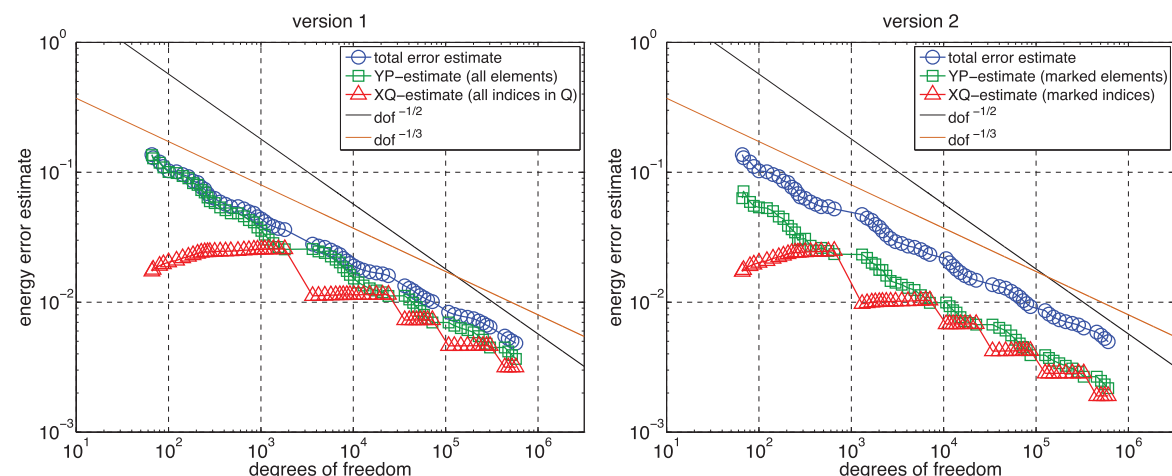 version 1
10^0
10^-1
10^-2
10^-3
energy error estimate
total error estimate
YP-estimate (all elements)
XQ-estimate (all indices in Q)
dof^-1/2
dof^-1/3
10^1 10^2 10^3 10^4 10^5 10^6
degrees of freedom
version 2
10^0
10^-1
10^-2
10^-3
energy error estimate
total error estimate
YP-estimate (marked elements)
XQ-estimate (marked indices)
dof^-1/2
dof^-1/3
10^1 10^2 10^3 10^4 10^5 10^6
degrees of freedom